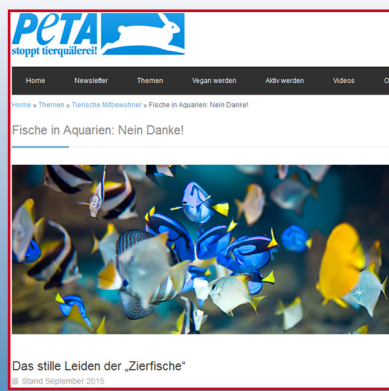 PETA
stoppt tierquälerei!
Home Newsletter Themen Vegan werden Aktiv werden Videos
Home » Themen » Tierische Mitbewohner » Fische in Aquarien: Nein Danke!
Fische in Aquarien: Nein Danke!
Das stille Leiden der „Zierfische“
Stand September 2015